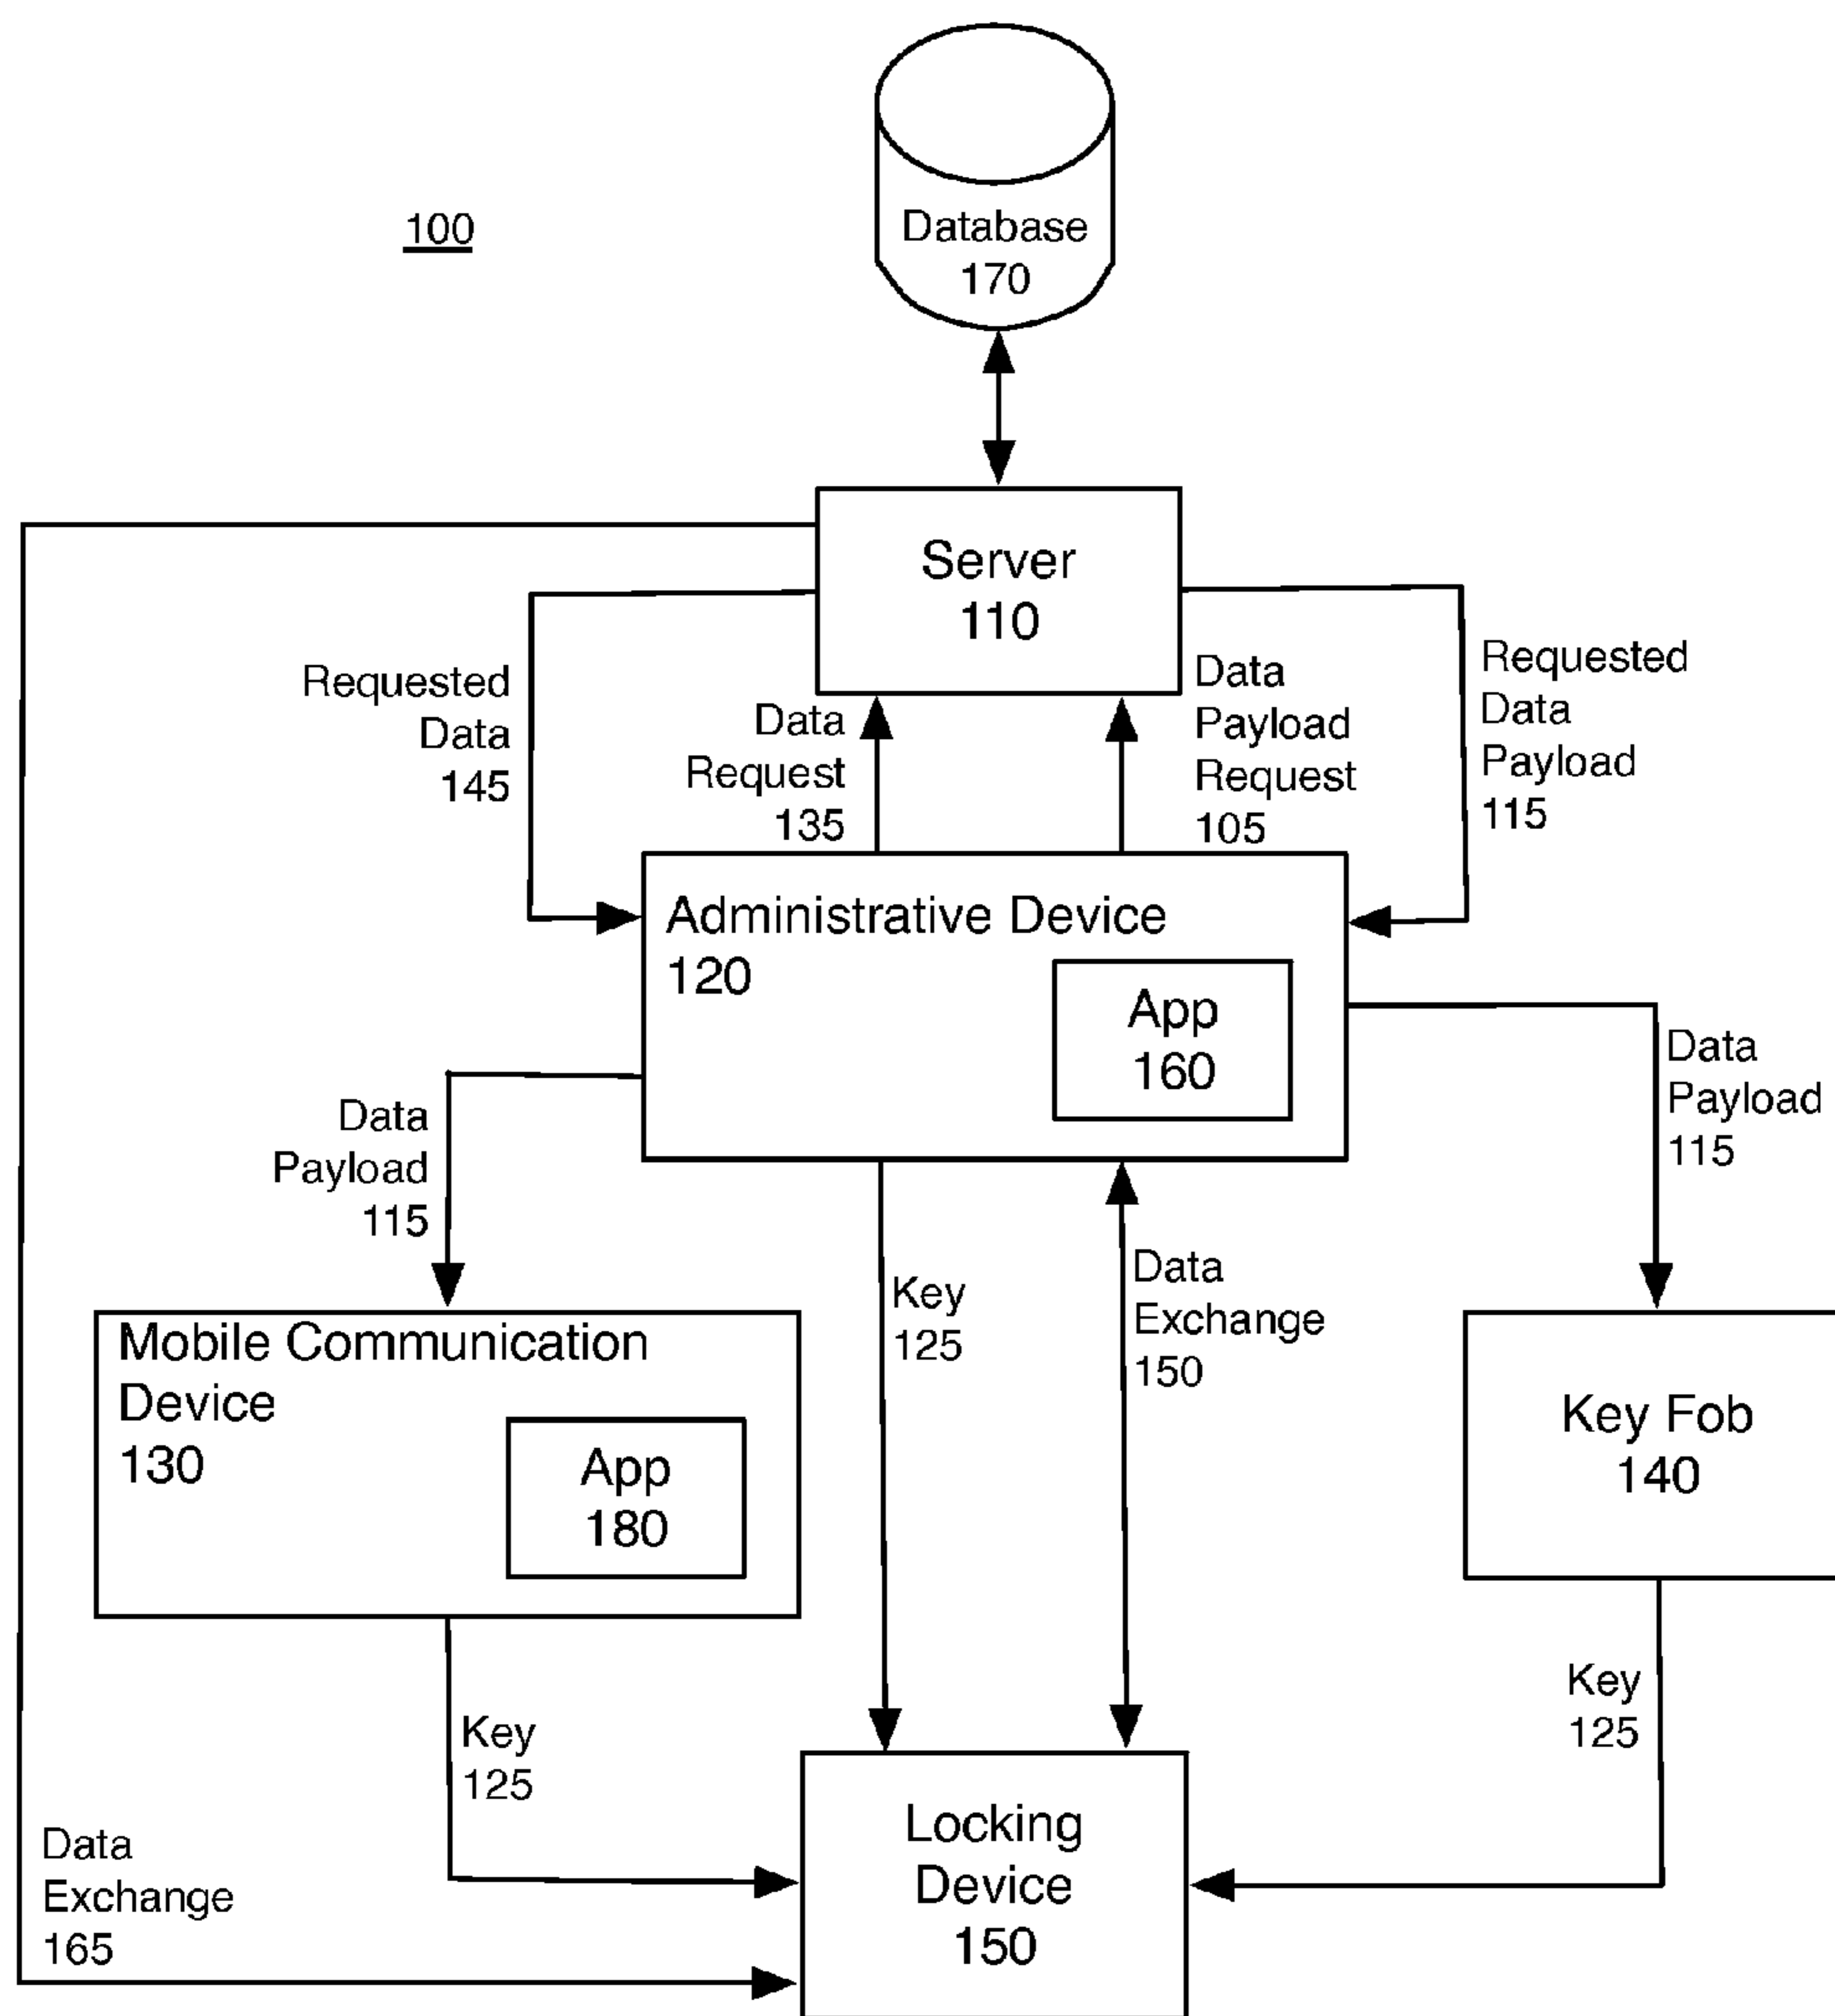 100
Database
170
Server
110
Requested
Data
145
Data
Request
135
Data
Payload
Request
105
Requested
Data
Payload
115
Administrative Device
120
App
160
Data
Payload
115
Data
Payload
115
Key
125
Data
Exchange
150
Mobile Communication
Device
130
App
180
Key Fob
140
Key
125
Key
125
Locking
Device
150
Data
Exchange
165